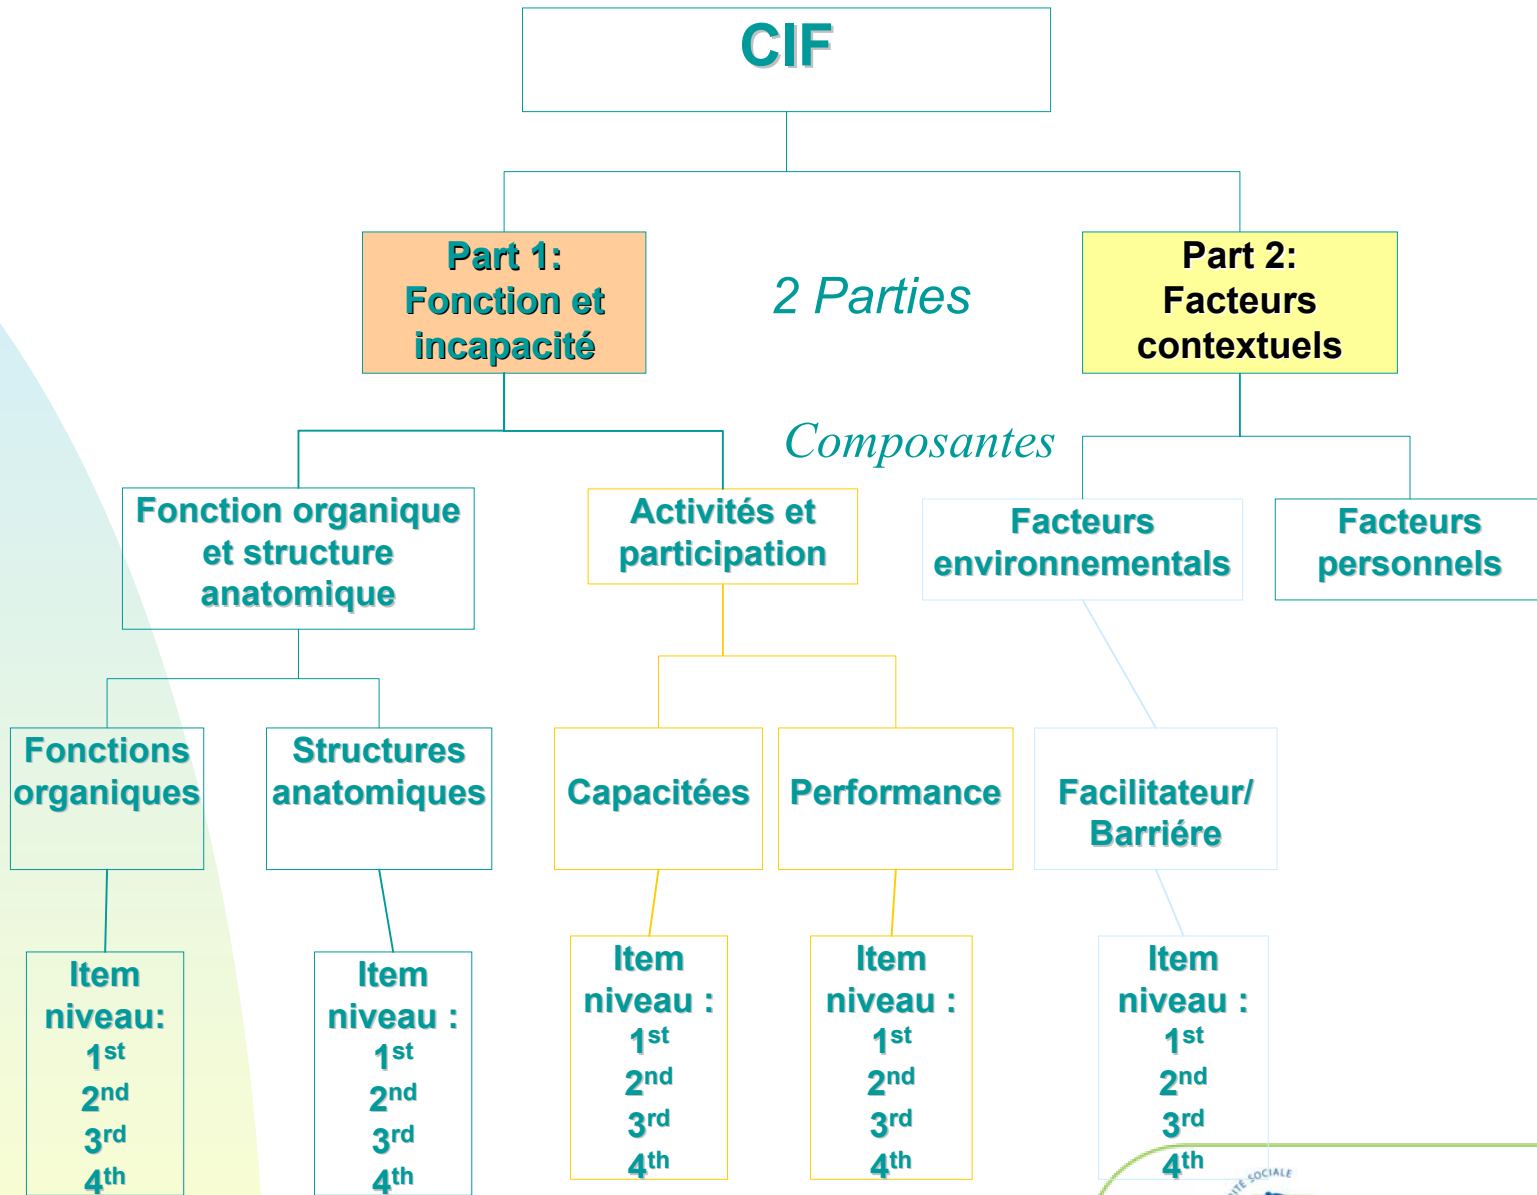 CIF
Part 1:
Fonction et
incapacité
2 Parties
Part 2:
Facteurs
contextuels
Composantes
Fonction organique
et structure
anatomique
Activités et
participation
Facteurs
environnementals
Facteurs
personnels
Fonctions
organiques
Structures
anatomiques
Capacitées
Performance
Facilitateur/
Barriére
Item
niveau:
1st
2nd
3rd
4th
Item
niveau :
1st
2nd
3rd
4th
Item
niveau :
1st
2nd
3rd
4th
Item
niveau :
1st
2nd
3rd
4th
Item
niveau :
1st
2nd
3rd
4th
SOCIALE